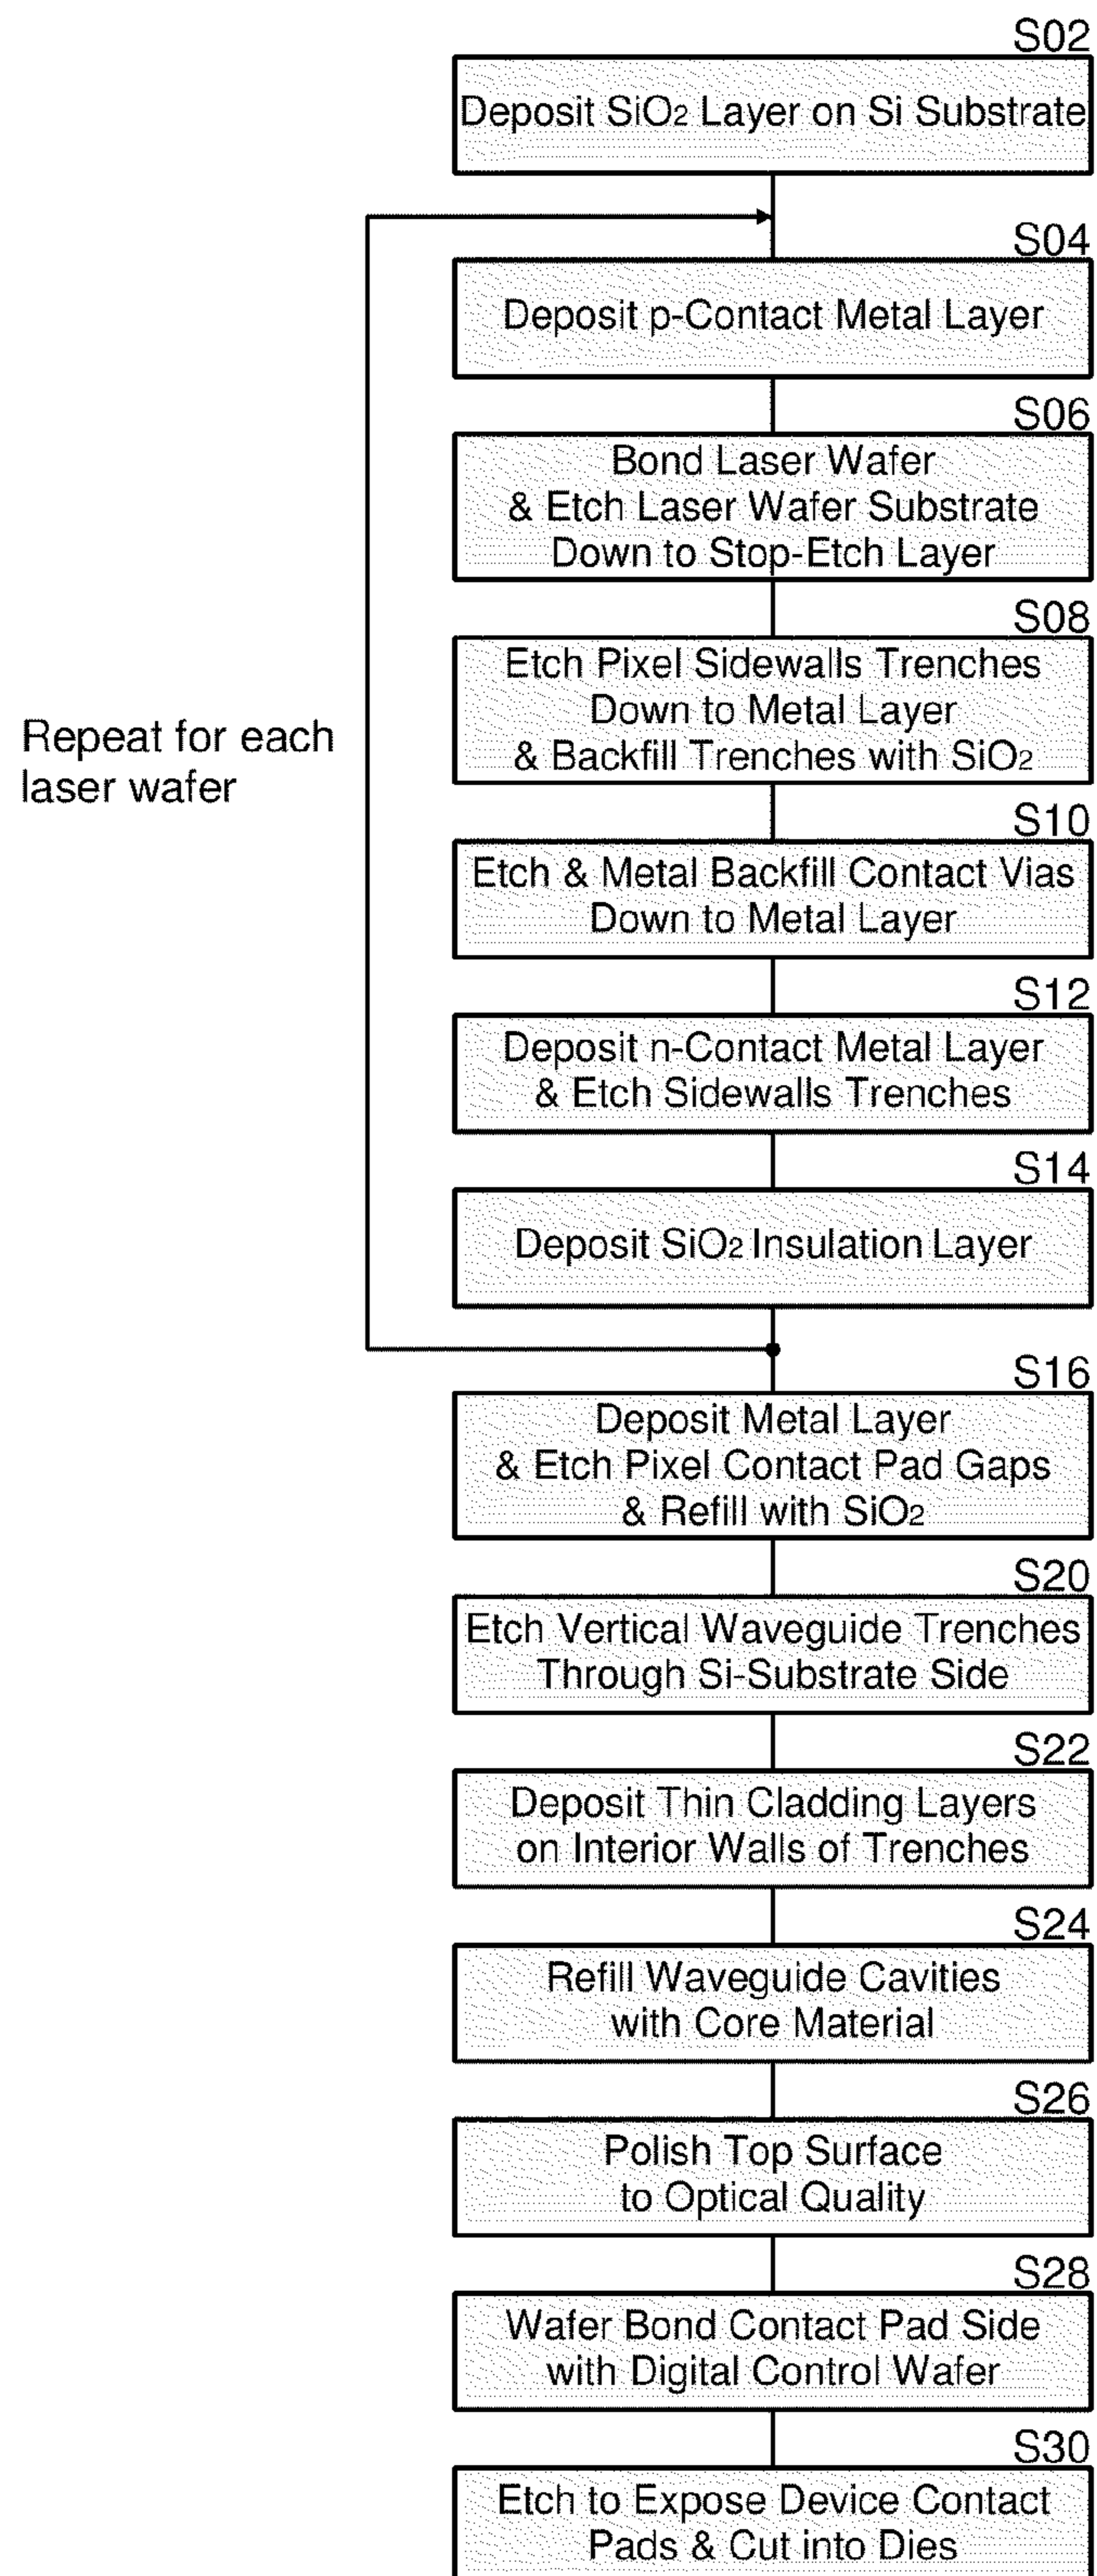 S02
Deposit SiO2 Layer on Si Substrate
S04
Deposit p-Contact Metal Layer
S06
Bond Laser Wafer
& Etch Laser Wafer Substrate
Down to Stop-Etch Layer
S08
Etch Pixel Sidewalls Trenches
Down to Metal Layer
& Backfill Trenches with SiO2
Repeat for each
laser wafer
S10
Etch & Metal Backfill Contact Vias
Down to Metal Layer
S12
Deposit n-Contact Metal Layer
& Etch Sidewalls Trenches
S14
Deposit SiO2 Insulation Layer
S16
Deposit Metal Layer
& Etch Pixel Contact Pad Gaps
& Refill with SiO2
S20
Etch Vertical Waveguide Trenches
Through Si-Substrate Side
S22
Deposit Thin Cladding Layers
on Interior Walls of Trenches
S24
Refill Waveguide Cavities
with Core Material
S26
Polish Top Surface
to Optical Quality
S28
Wafer Bond Contact Pad Side
with Digital Control Wafer
S30
Etch to Expose Device Contact
Pads & Cut into Dies